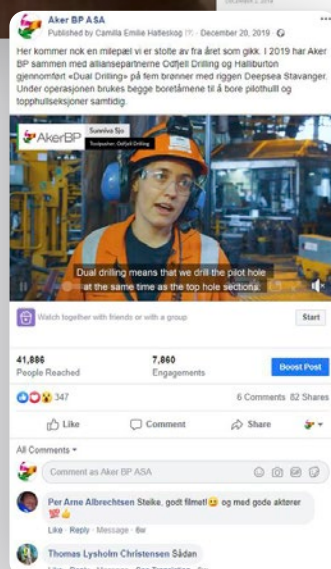 Aker BP ASA
Published by Camilla Emilie Hatleskog · December 20, 2019 ·
Her kommer nok en milepæl vi er stolte av fra året som gikk. I 2019 har Aker
BP sammen med alliansepartnerne Odfjell Drilling og Halliburton
gjennomført «Dual Drilling» på fem brønner med riggen Deepsea Stavanger.
Under operasjonen brukes begge boretårnene til å bore pilothull og
topphullseksjoner samtidig.
AkerBP
Sunniva Sjo
Toolpusher, Odfjell Drilling
Dual drilling means that we drill the pilot hole
at the same time as the top hole sections.
Watch together with friends or with a group
Start
41,886
People Reached
7,860
Engagements
Boost Post
347
6 Comments 82 Shares
Like
Comment
Share
All Comments
Comment as Aker BP ASA
GIF
Per Arne Albrechtsen Steike, godt filmet!😀 og med gode aktører
💯👍
Like · Reply · Message · 6w
Thomas Lysholm Christensen Sådan